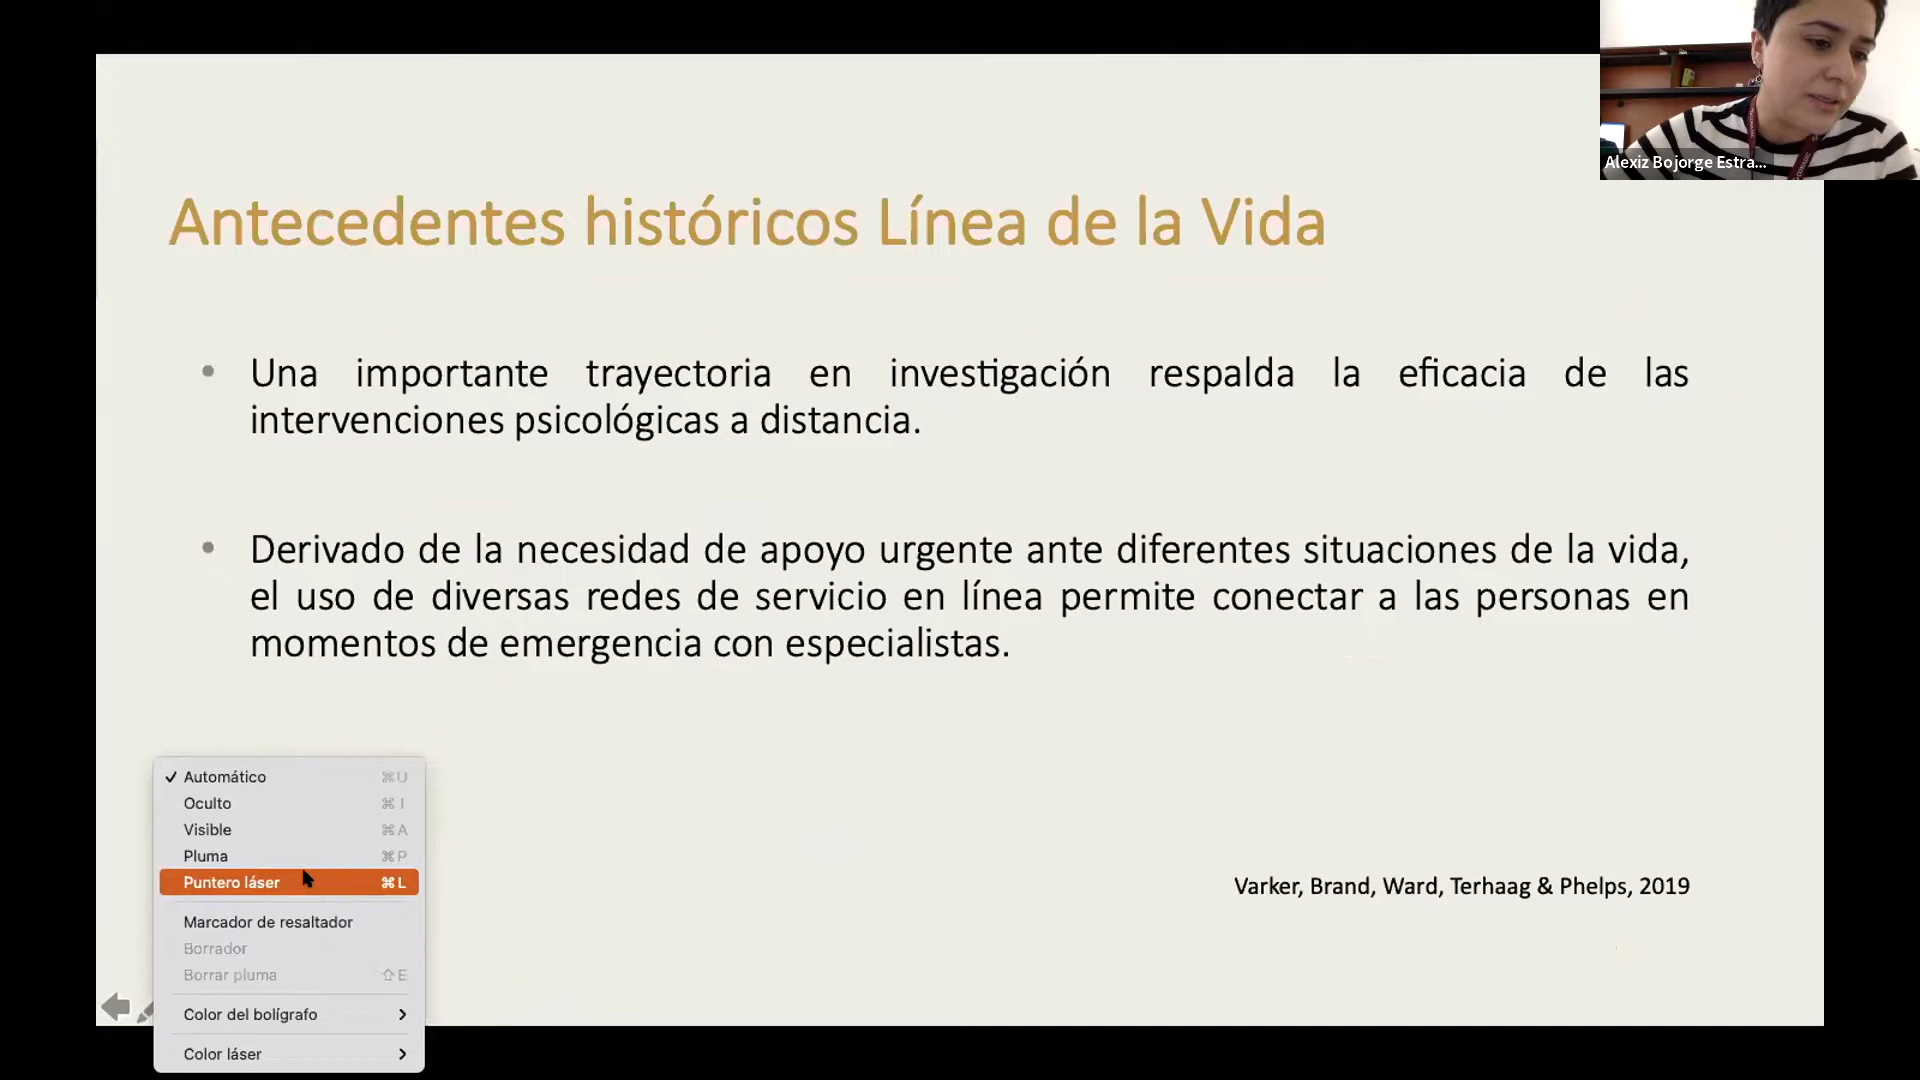 Alexiz Bojorge Estra...
Antecedentes históricos Línea de la Vida
• Una importante trayectoria en investigación respalda la eficacia de las
intervenciones psicológicas a distancia.
• Derivado de la necesidad de apoyo urgente ante diferentes situaciones de la vida,
el uso de diversas redes de servicio en línea permite conectar a las personas en
momentos de emergencia con especialistas.
Varker, Brand, Ward, Terhaag & Phelps, 2019
✓ Automático ⌘U
Oculto ⌘I
Visible ⌘A
Pluma ⌘P
Puntero láser ⌘L
Marcador de resaltador
Borrador
Borrar pluma ⇧E
Color del bolígrafo >
Color láser >